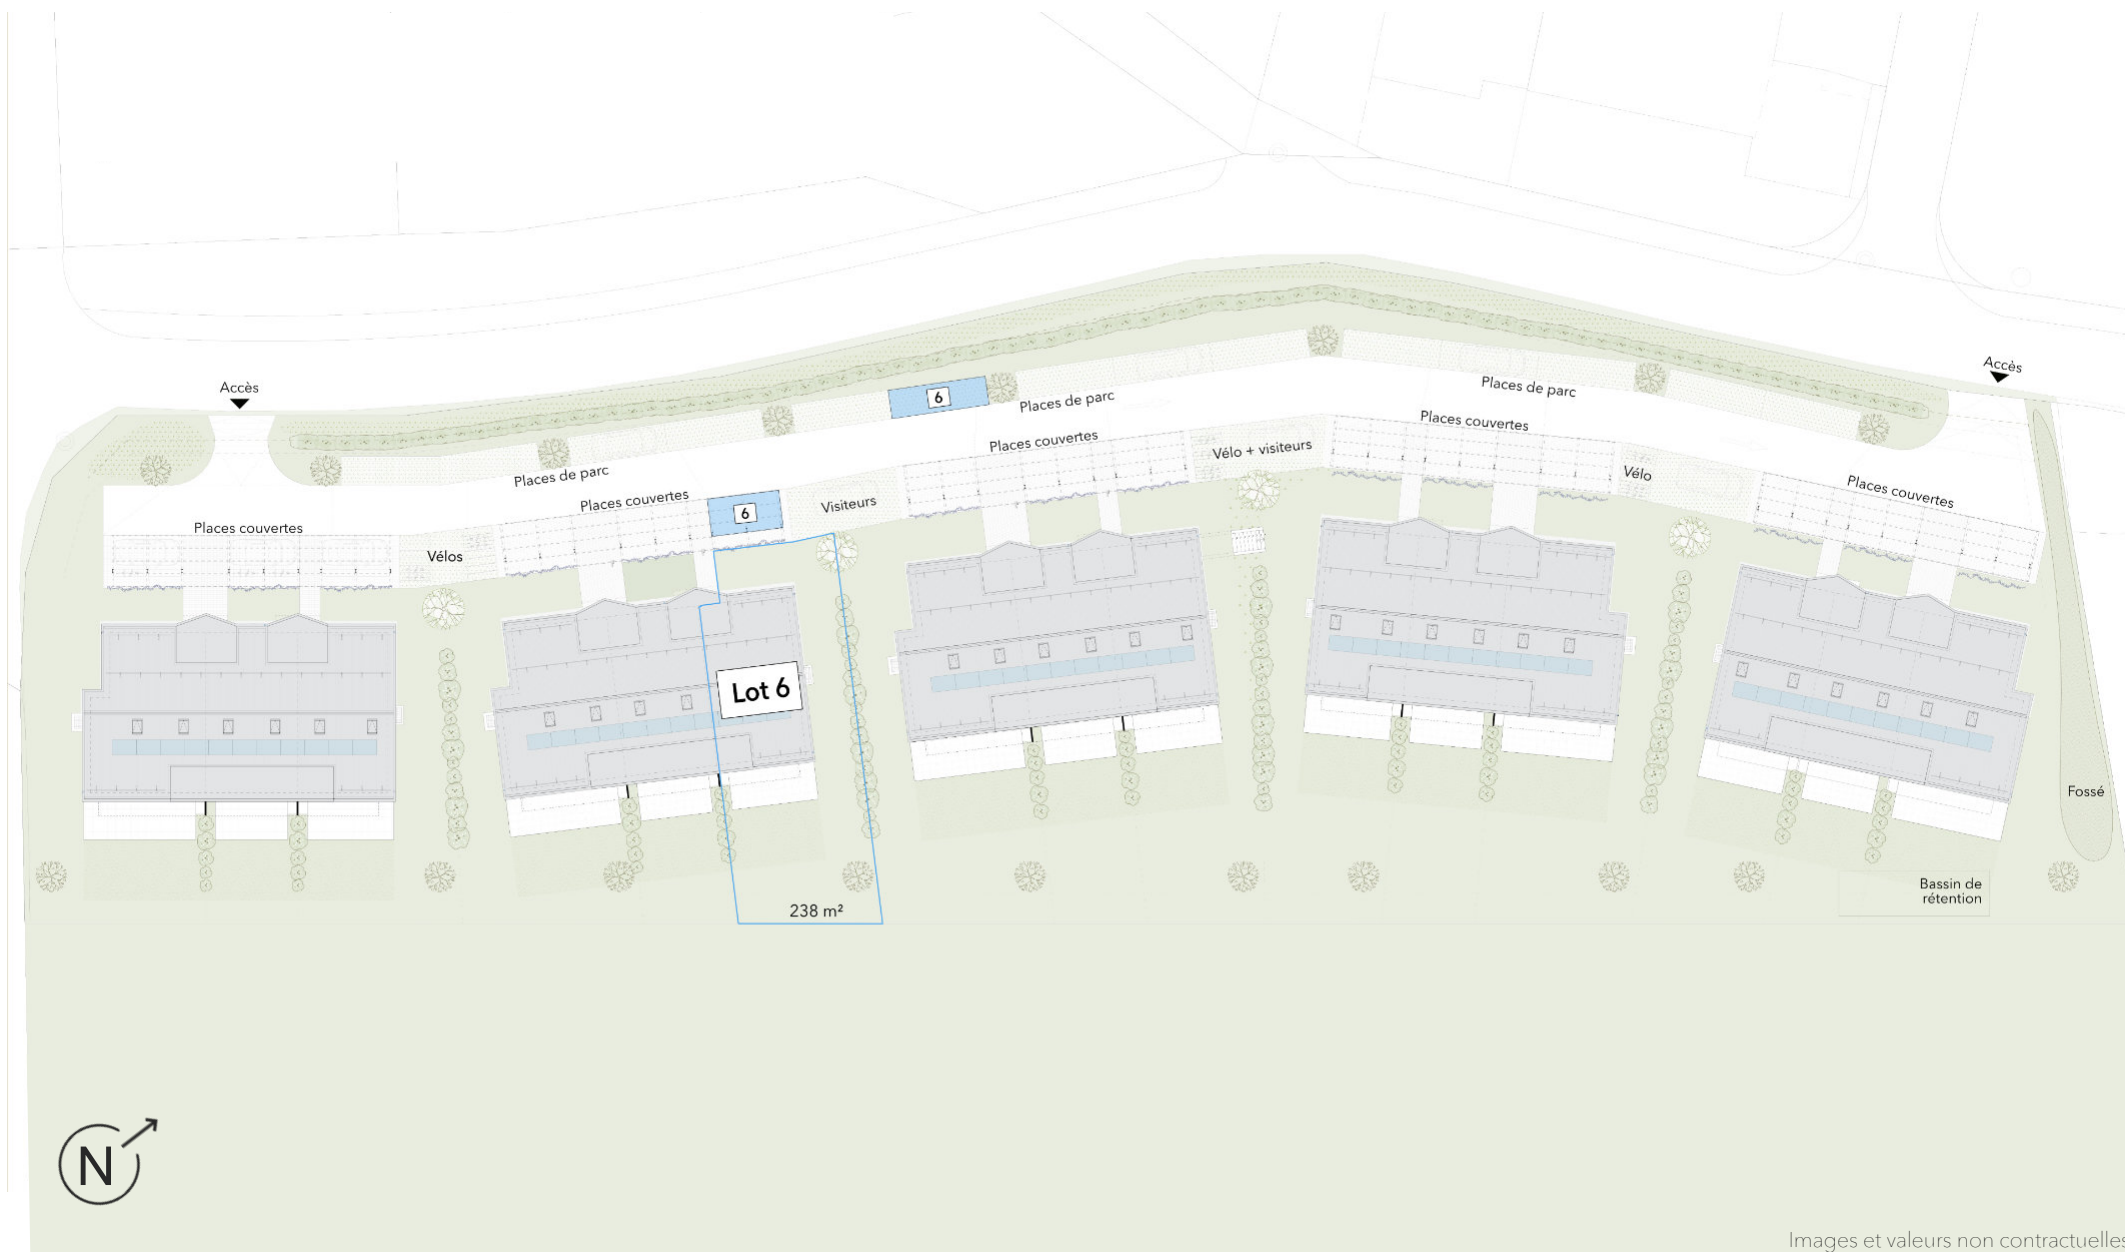 Accès
Accès
6
Places de parc
Places de parc
Places couvertes
Places couvertes
Vélo + visiteurs
Places de parc
Vélo
Places couvertes
Places couvertes
6
Visiteurs
Places couvertes
Vélos
Lot 6
Fossé
Bassin de
rétention
238 m²
N
Images et valeurs non contractuelles